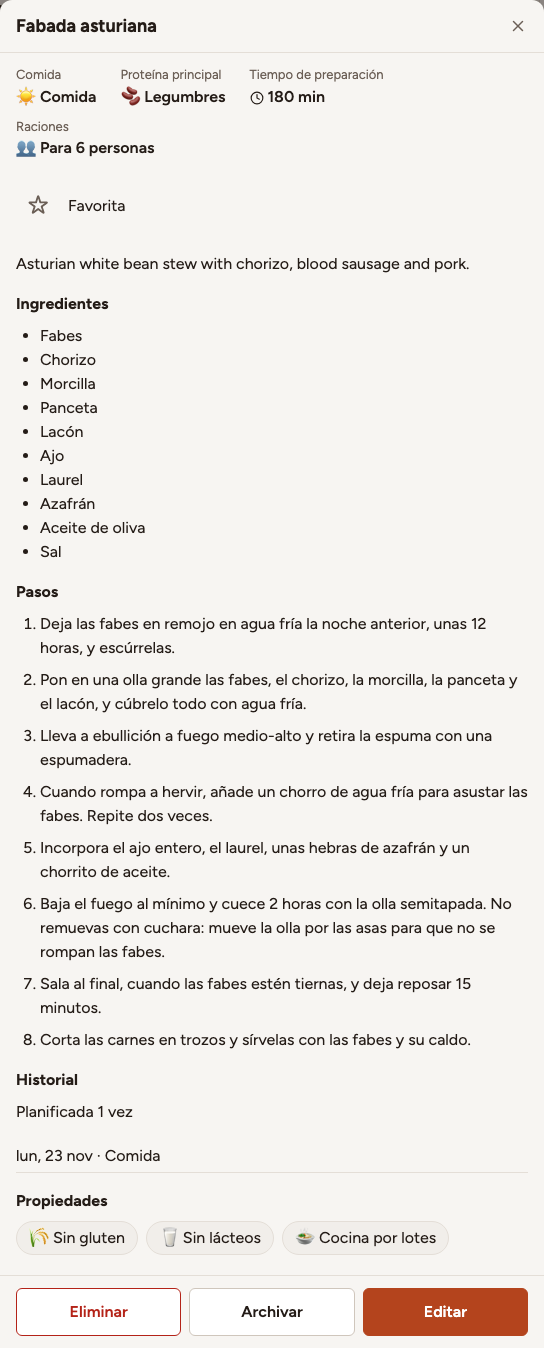 Fabada asturiana
Comida
Proteína principal
Tiempo de preparación
Comida
Legumbres
180 min
Raciones
Para 6 personas
Favorita
Asturian white bean stew with chorizo, blood sausage and pork.
Ingredientes
Fabes
Chorizo
Morcilla
Panceta
Lacón
Ajo
Laurel
Azafrán
Aceite de oliva
Sal
Pasos
1. Deja las fabes en remojo en agua fría la noche anterior, unas 12
horas, y escúrrelas.
2. Pon en una olla grande las fabes, el chorizo, la morcilla, la panceta y
el lacón, y cúbrelo todo con agua fría.
3. Lleva a ebullición a fuego medio-alto y retira la espuma con una
espumadera.
4. Cuando rompa a hervir, añade un chorro de agua fría para asustar las
fabes. Repite dos veces.
5. Incorpora el ajo entero, el laurel, unas hebras de azafrán y un
chorrito de aceite.
6. Baja el fuego al mínimo y cuece 2 horas con la olla semitapada. No
remuevas con cuchara: mueve la olla por las asas para que no se
rompan las fabes.
7. Sala al final, cuando las fabes estén tiernas, y deja reposar 15
minutos.
8. Corta las carnes en trozos y sírvelas con las fabes y su caldo.
Historial
Planificada 1 vez
lun, 23 nov · Comida
Propiedades
Sin gluten
Sin lácteos
Cocina por lotes
Eliminar
Archivar
Editar